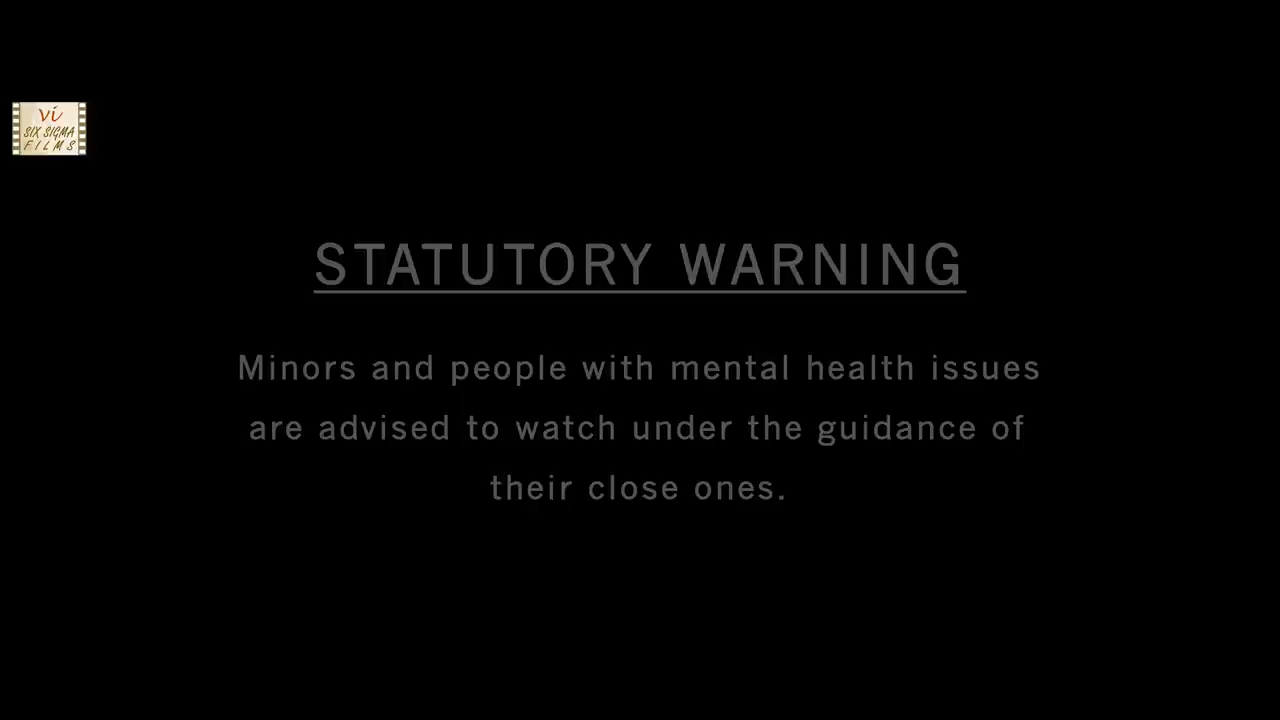 vi
SIX SIGMA
FILMS
STATUTORY WARNING
Minors and people with mental health issues
are advised to watch under the guidance of
their close ones.